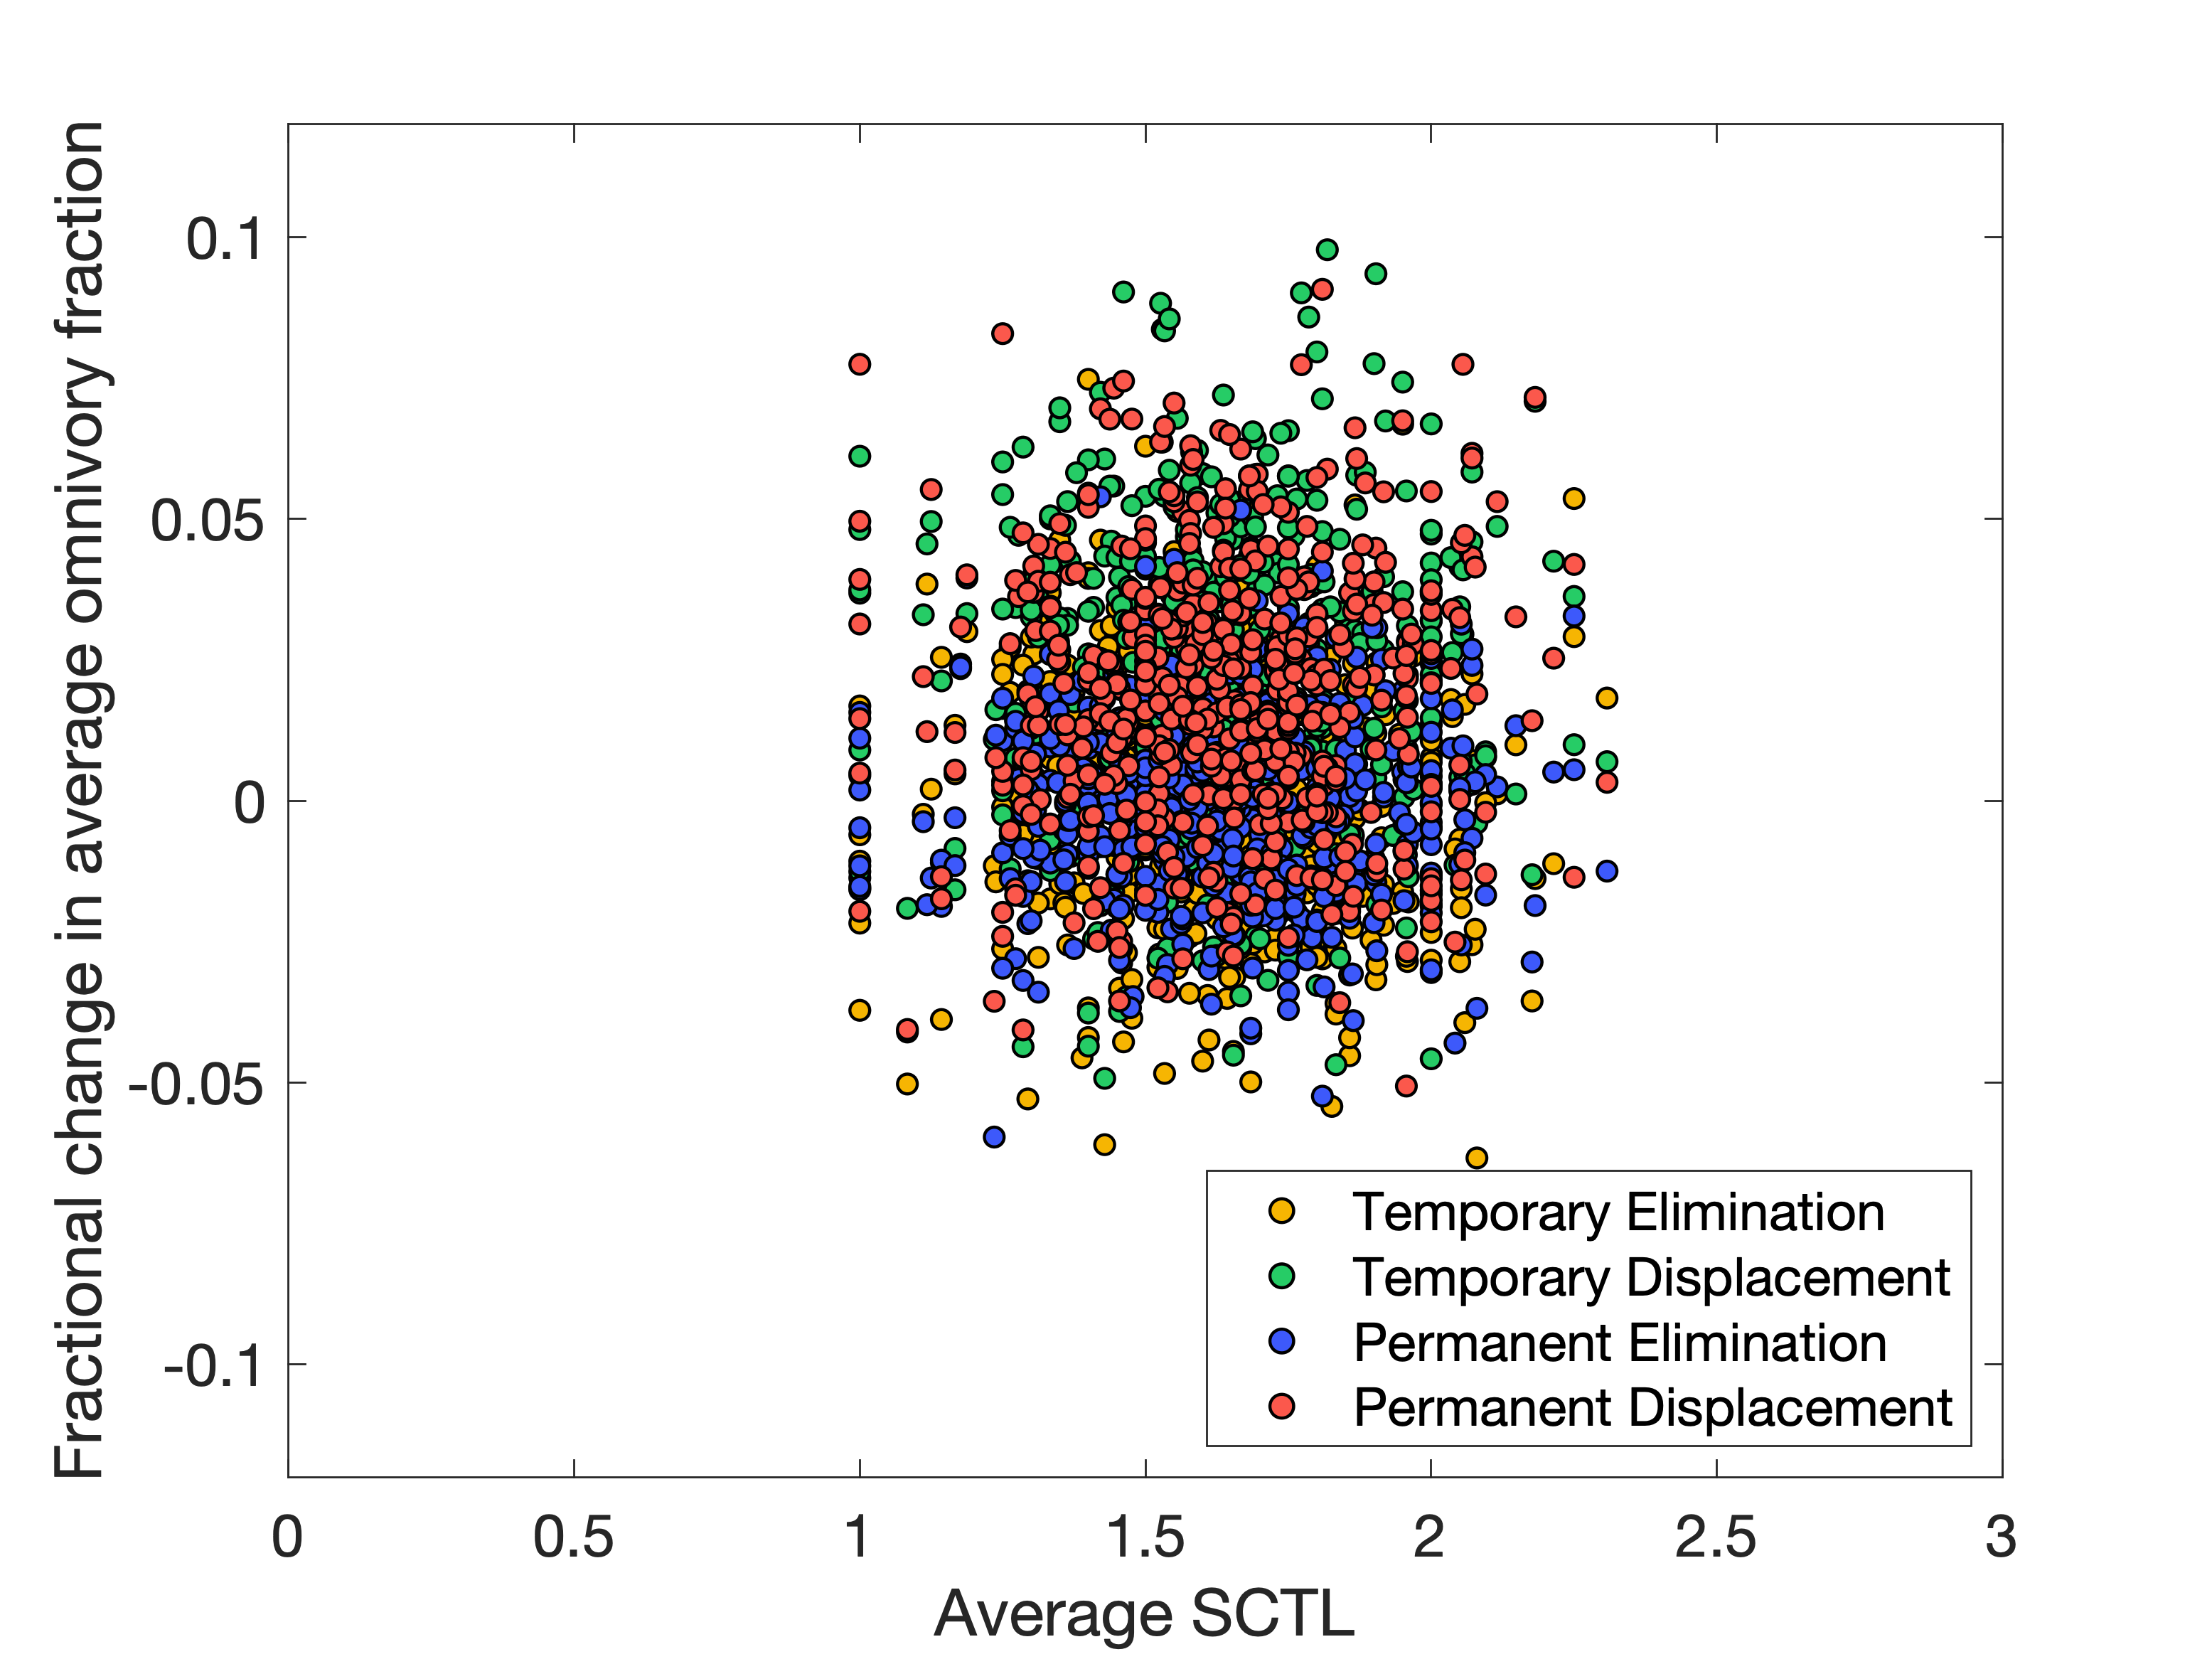 Fractional change in average omnivory fraction
0.1
0.05
0
-0.05
-0.1
0
0.5
1
1.5
2
2.5
3
Average SCTL
Temporary Elimination
Temporary Displacement
Permanent Elimination
Permanent Displacement